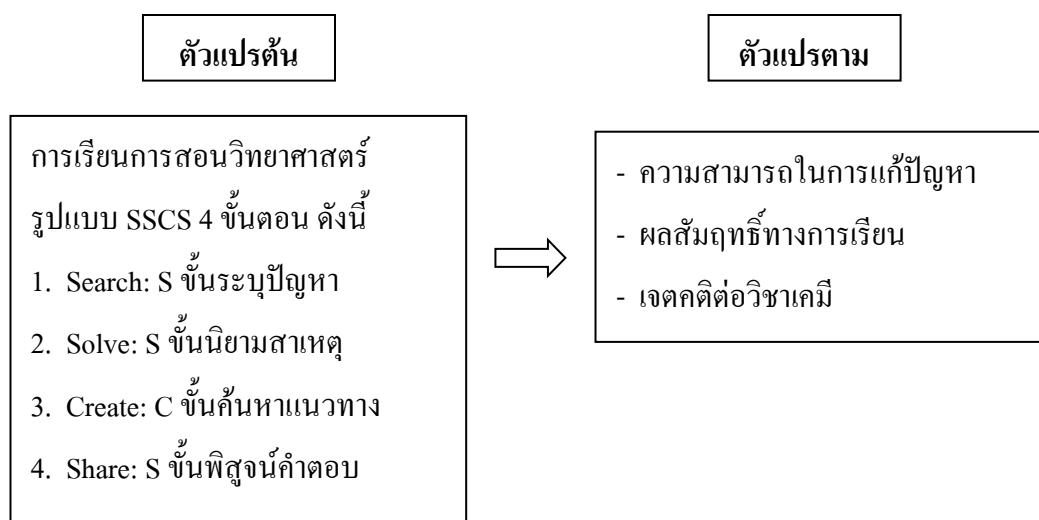 ตัวแปรต้น
ตัวแปรตาม
การเรียนการสอนวิทยาศาสตร์
รูปแบบ SSCS 4 ขั้นตอน ดังนี้
1. Search: S ขั้นระบุปัญหา
2. Solve: S ขั้นนิยามสาเหตุ
3. Create: C ขั้นค้นหาแนวทาง
4. Share: S ขั้นพิสูจน์คำตอบ
- ความสามารถในการแก้ปัญหา
- ผลสัมฤทธิ์ทางการเรียน
- เจตคติต่อวิชาเคมี